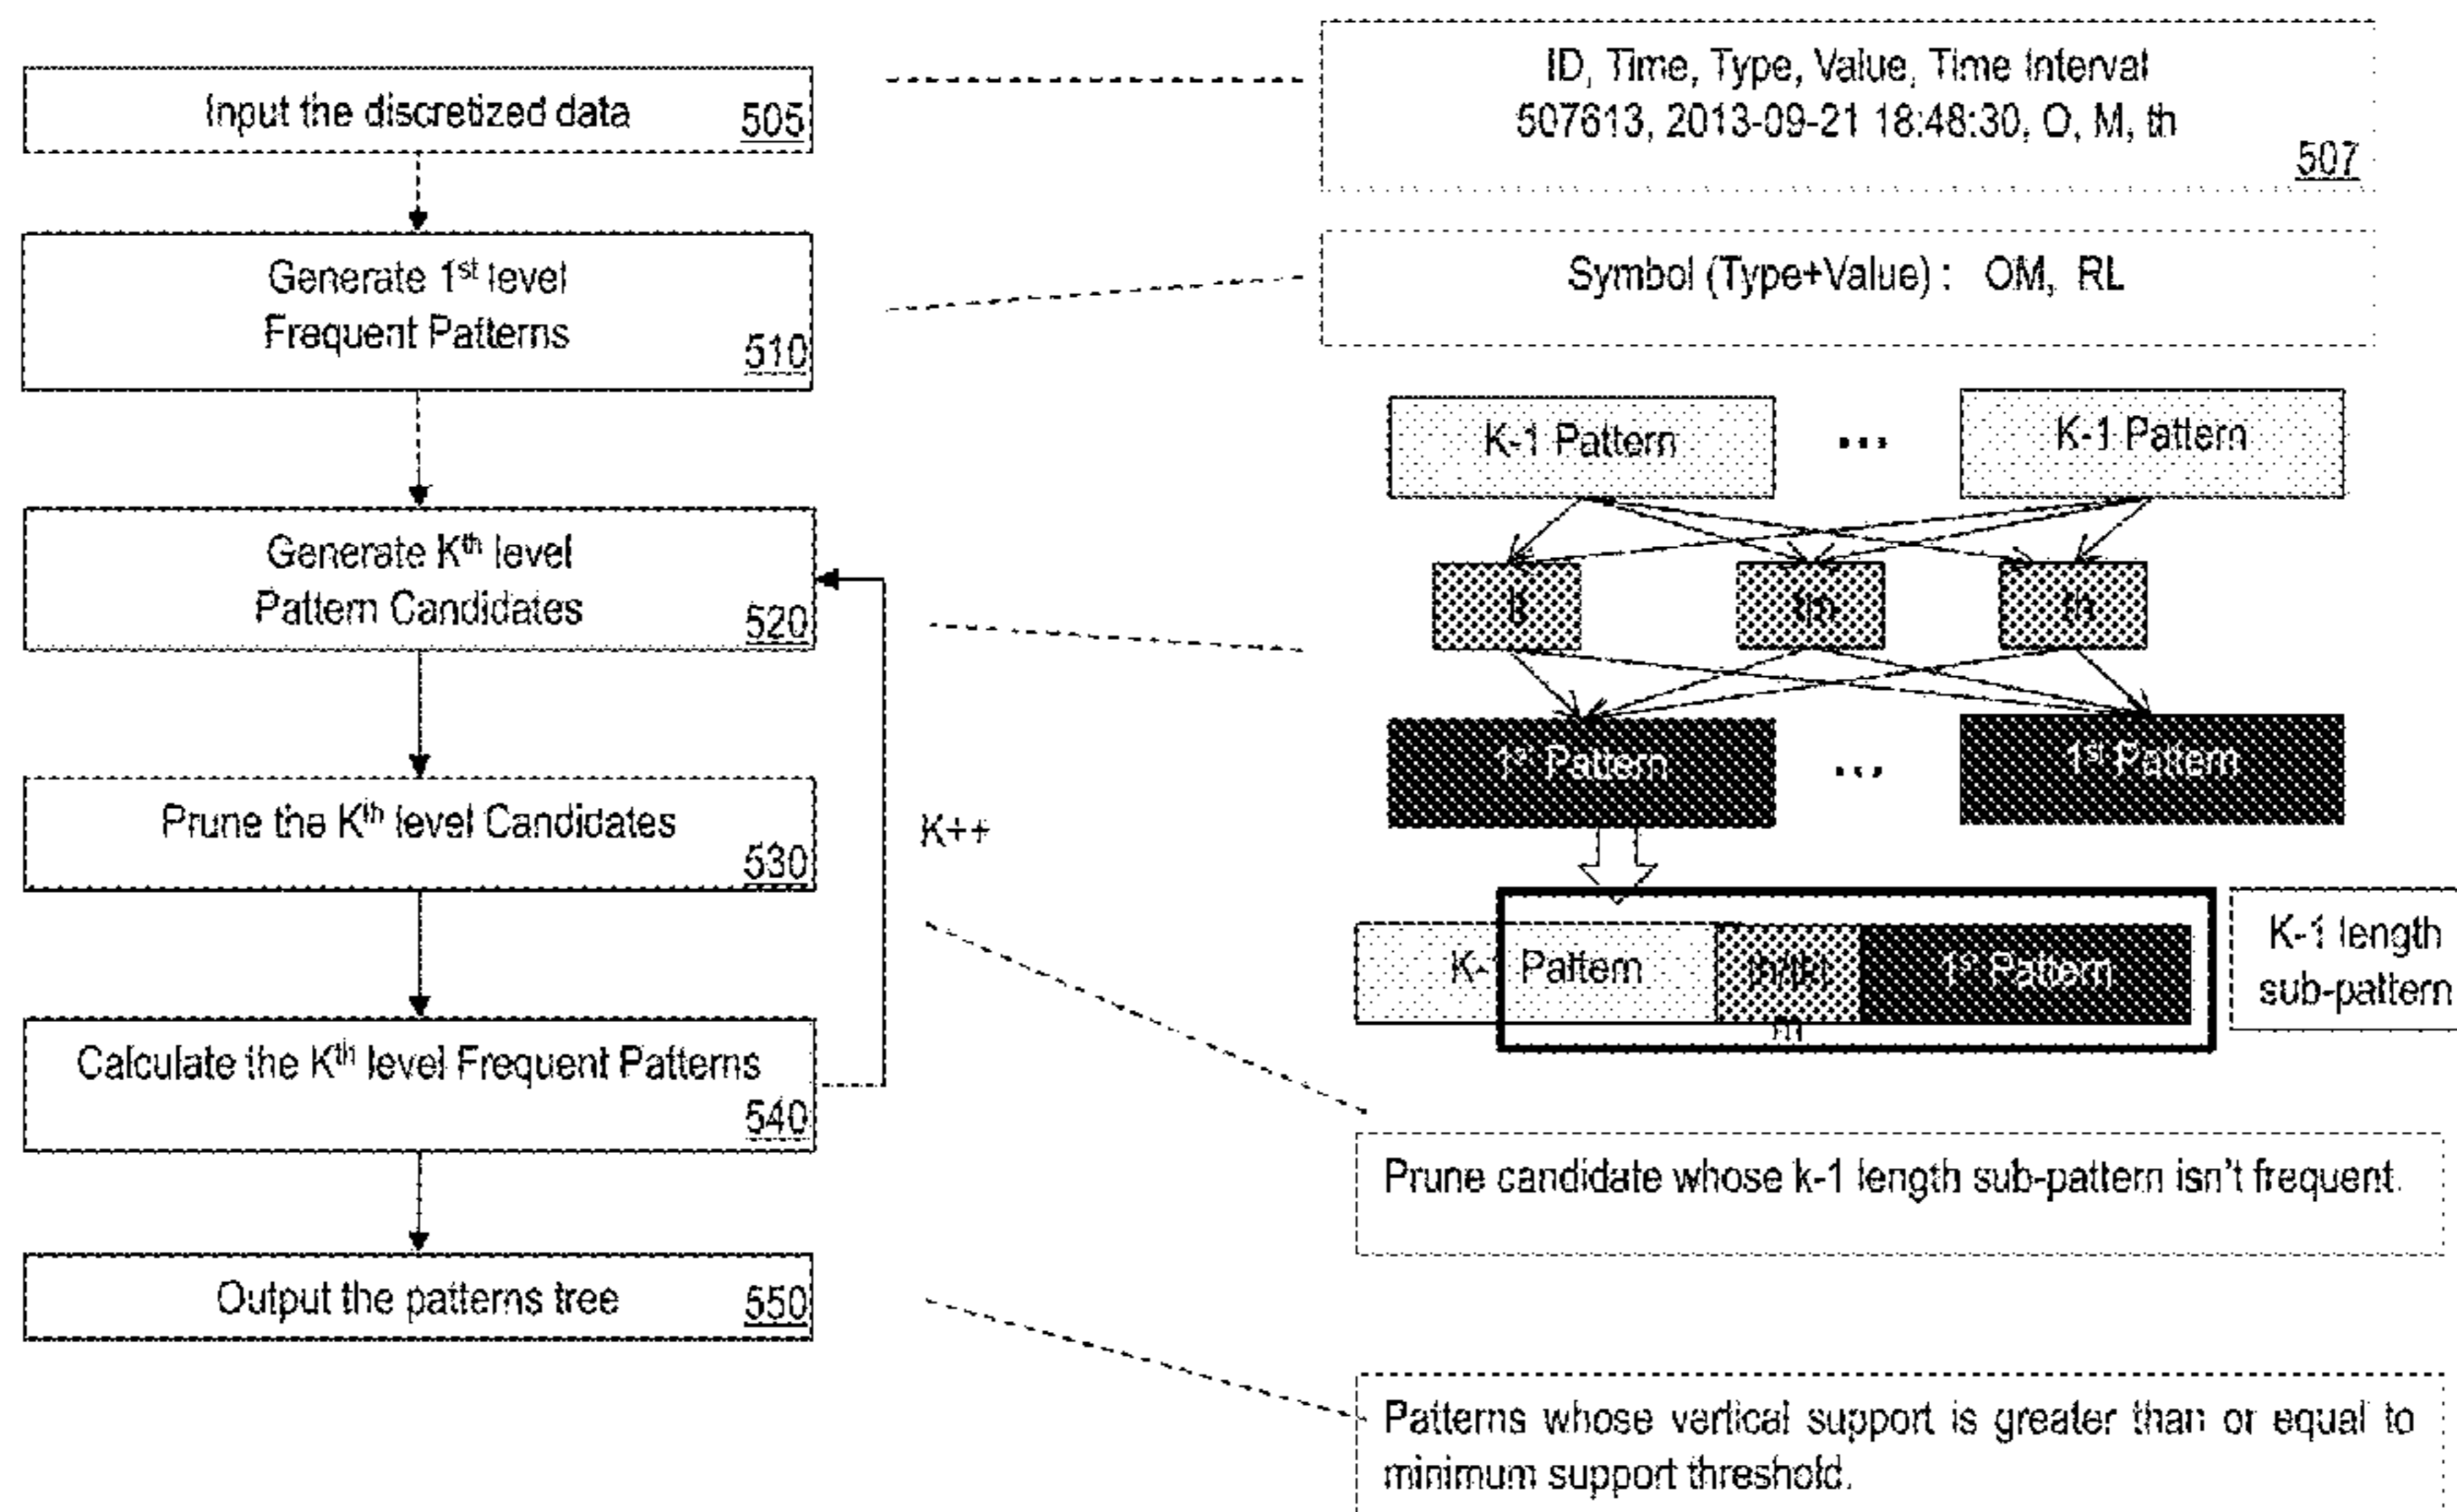 Input the discretized data 505
Generate 1st level
Frequent Patterns
510
Generate Kth level
Pattern Candidates
520
Prune the Kth level Candidates
530
K++
Calculate the Kth level Frequent Patterns
540
Output the patterns tree 550
ID, Time, Type, Value, Time Interval
507613, 2013-09-21 18:48:30, O, M, th
507
Symbol (Type+Value) : OM, RL
K-1 Pattern ... K-1 Pattern
tm th
1st Pattern ... 1st Pattern
K-1 Pattern 1st Pattern
m
K-1 length
sub-pattern
Prune candidate whose k-1 length sub-pattern isn't frequent.
Patterns whose vertical support is greater than or equal to
minimum support threshold.